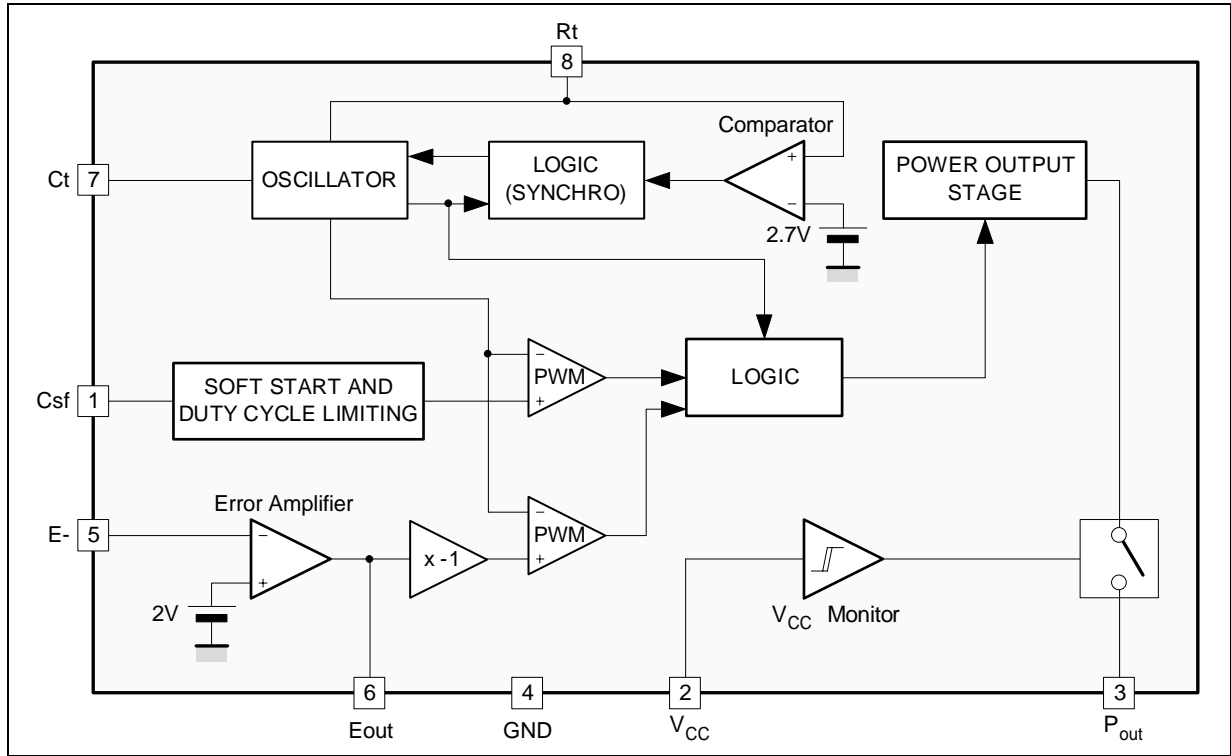 Rt
8
Comparator
Ct
7
OSCILLATOR
LOGIC
(SYNCHRO)
+
−
2.7V
POWER OUTPUT
STAGE
Csf
1
SOFT START AND
DUTY CYCLE LIMITING
−
PWM
+
LOGIC
Error Amplifier
E-
5
−
+
2V
x -1
−
PWM
+
VCC Monitor
6
4
2
3
Eout
GND
VCC
Pout